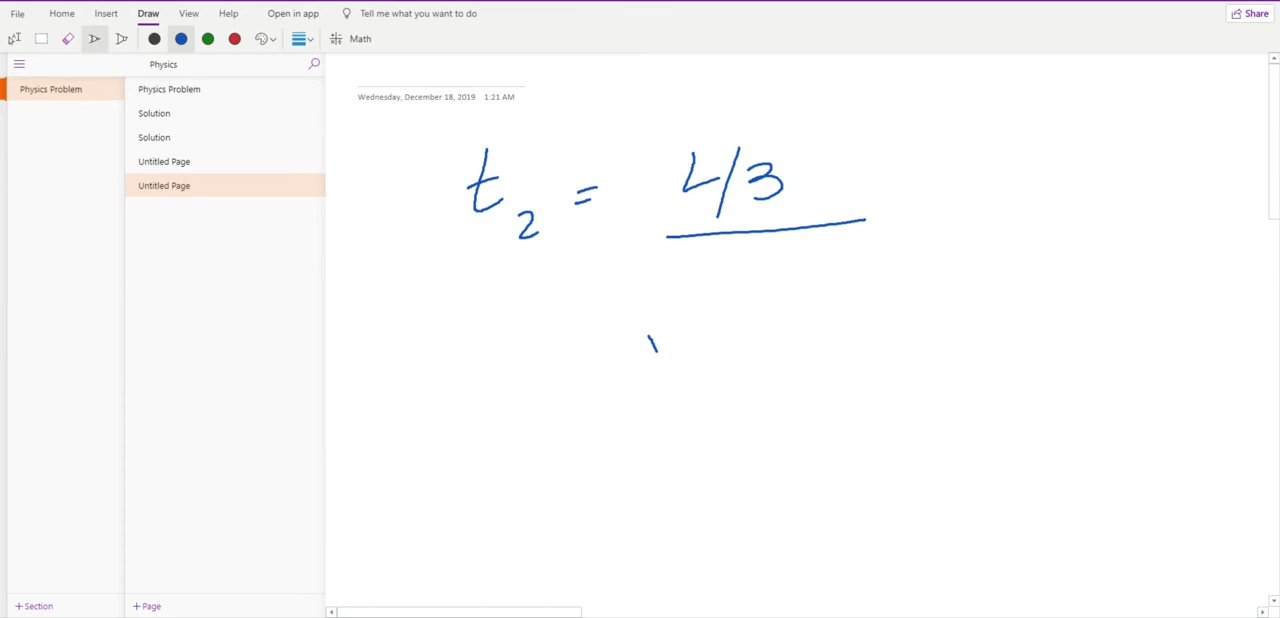 File Home Insert Draw View Help Open in app Tell me what you want to do Share
Math
Physics
Physics Problem
Physics Problem
Solution
Solution
Untitled Page
Untitled Page
Wednesday, December 18, 2019 1:21 AM
t₂ = 4/3
+ Section
+ Page